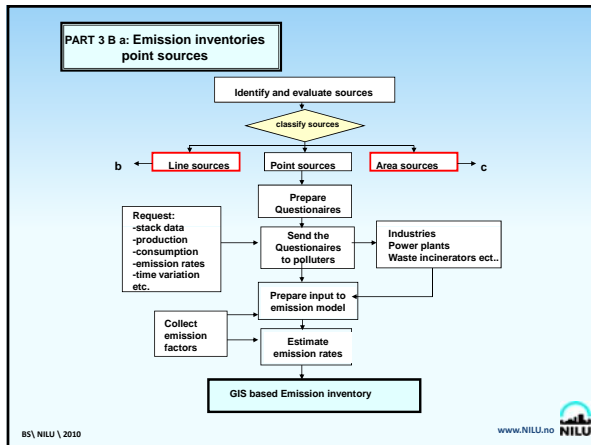 PART 3 B a: Emission inventories
point sources
Identify and evaluate sources
classify sources
b
Line sources
Point sources
Area sources
c
Prepare
Questionaires
Request:
-stack data
-production
-consumption
-emission rates
-time variation
etc.
Send the
Questionaires
to polluters
Industries
Power plants
Waste incinerators ect..
Prepare input to
emission model
Collect
emission
factors
Estimate
emission rates
GIS based Emission inventory
BS\ NILU \ 2010
www.NILU.no
NILU